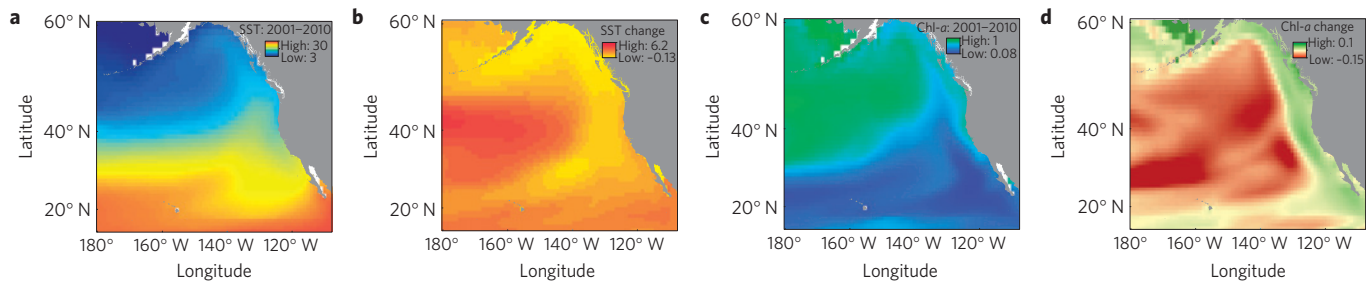 a
60° N
40° N
20° N
Latitude
180°
160° W
140° W
120° W
Longitude
SST: 2001–2010
High: 30
Low: 3
b
60° N
40° N
20° N
Latitude
180°
160° W
140° W
120° W
Longitude
SST change
High: 6.2
Low: –0.13
c
60° N
40° N
20° N
Latitude
180°
160° W
140° W
120° W
Longitude
Chl-a: 2001–2010
High: 1
Low: 0.08
d
60° N
40° N
20° N
Latitude
180°
160° W
140° W
120° W
Longitude
Chl-a change
High: 0.1
Low: –0.15